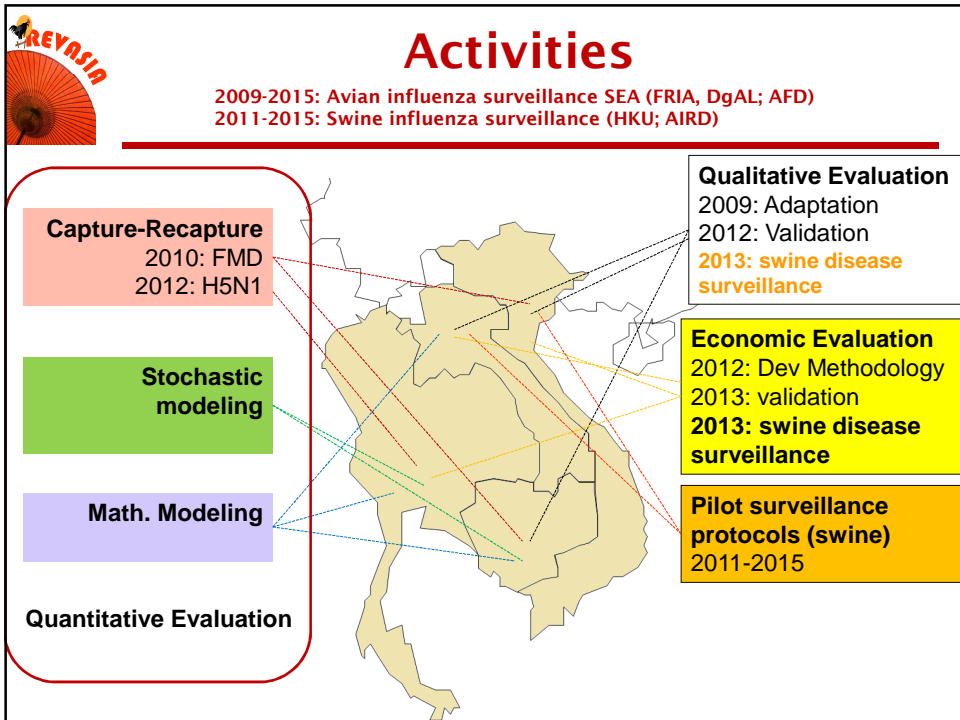 REVASIA
Activities
2009-2015: Avian influenza surveillance SEA (FRIA, DgAL; AFD)
2011-2015: Swine influenza surveillance (HKU; AIRD)
Capture-Recapture
2010: FMD
2012: H5N1
Stochastic
modeling
Math. Modeling
Quantitative Evaluation
Qualitative Evaluation
2009: Adaptation
2012: Validation
2013: swine disease
surveillance
Economic Evaluation
2012: Dev Methodology
2013: validation
2013: swine disease
surveillance
Pilot surveillance
protocols (swine)
2011-2015